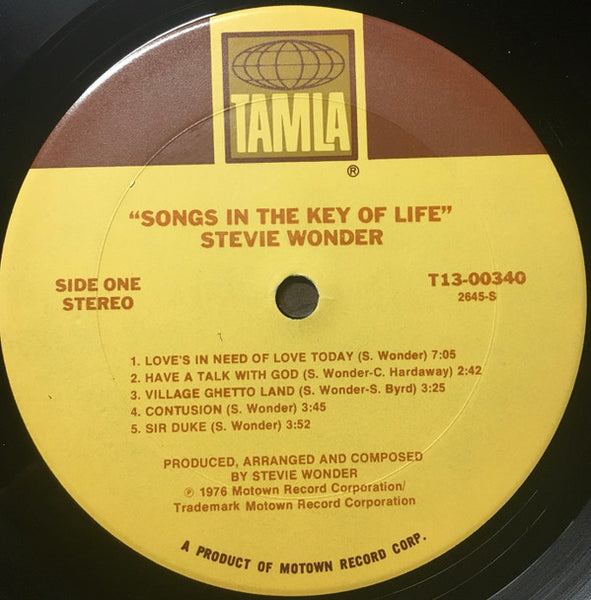 TAMLA
®
"SONGS IN THE KEY OF LIFE"
STEVIE WONDER
SIDE ONE
STEREO
T13-00340
2645-S
1. LOVE'S IN NEED OF LOVE TODAY (S. Wonder) 7:05
2. HAVE A TALK WITH GOD (S. Wonder-C. Hardaway) 2:42
3. VILLAGE GHETTO LAND (S. Wonder-S. Byrd) 3:25
4. CONTUSION (S. Wonder) 3:45
5. SIR DUKE (S. Wonder) 3:52
PRODUCED, ARRANGED AND COMPOSED
BY STEVIE WONDER
℗ 1976 Motown Record Corporation/
Trademark Motown Record Corporation
A PRODUCT OF MOTOWN RECORD CORP.